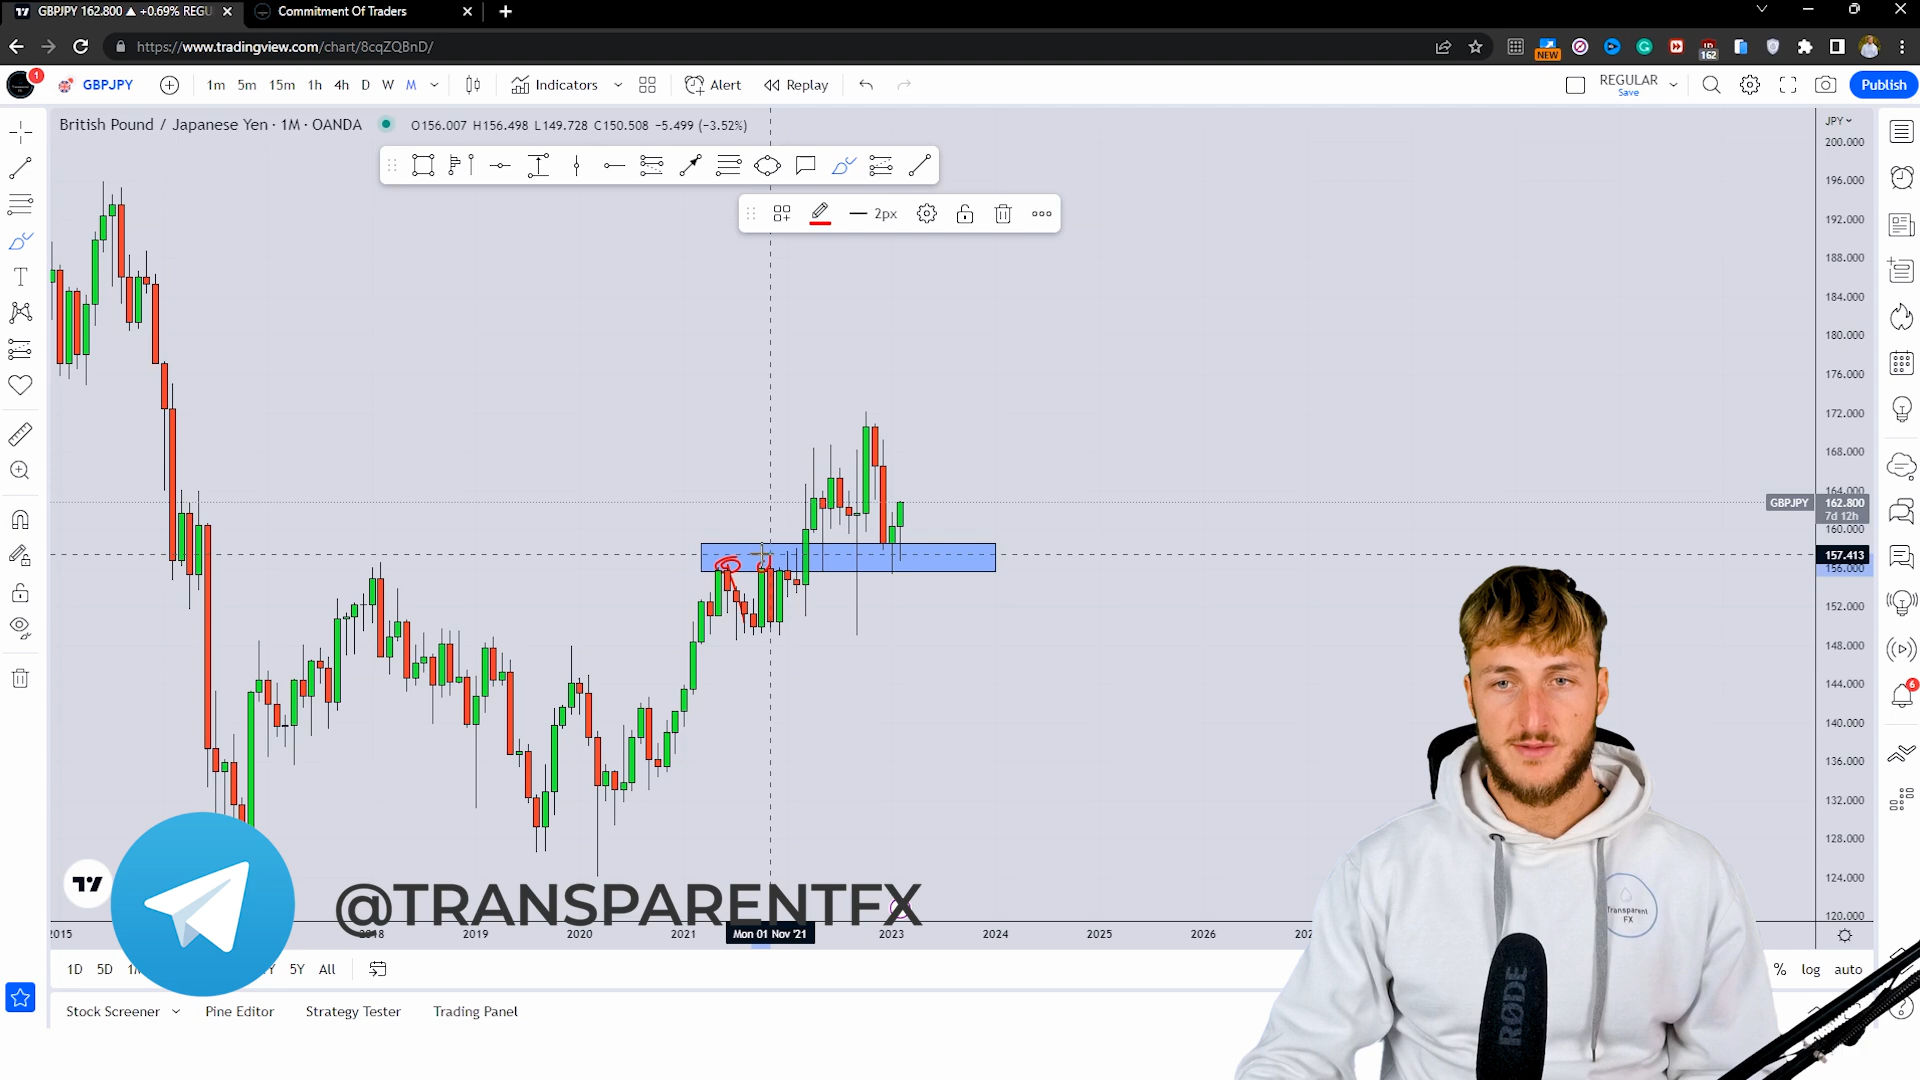 GBPJPY 162.800 ▲ +0.69% REGU
Commitment Of Traders
https://www.tradingview.com/chart/8cqZQBnD/
NEW
162
1
GBPJPY
1m 5m 15m 1h 4h D W M
Indicators
Alert
Replay
REGULAR
Save
Publish
British Pound / Japanese Yen · 1M · OANDA
O156.007 H156.498 L149.728 C150.508 −5.499 (−3.52%)
JPY
2px
200.000
196.000
192.000
188.000
184.000
180.000
176.000
172.000
168.000
164.000
GBPJPY 162.800
7d 12h
160.000
157.413
156.000
152.000
148.000
144.000
140.000
136.000
132.000
128.000
124.000
120.000
6
@TRANSPARENTFX
Transparent
FX
RØDE
2015 2018 2019 2020 2021 Mon 01 Nov '21 2023 2024 2025 2026
1D 5D 5Y All
% log auto
Stock Screener Pine Editor Strategy Tester Trading Panel